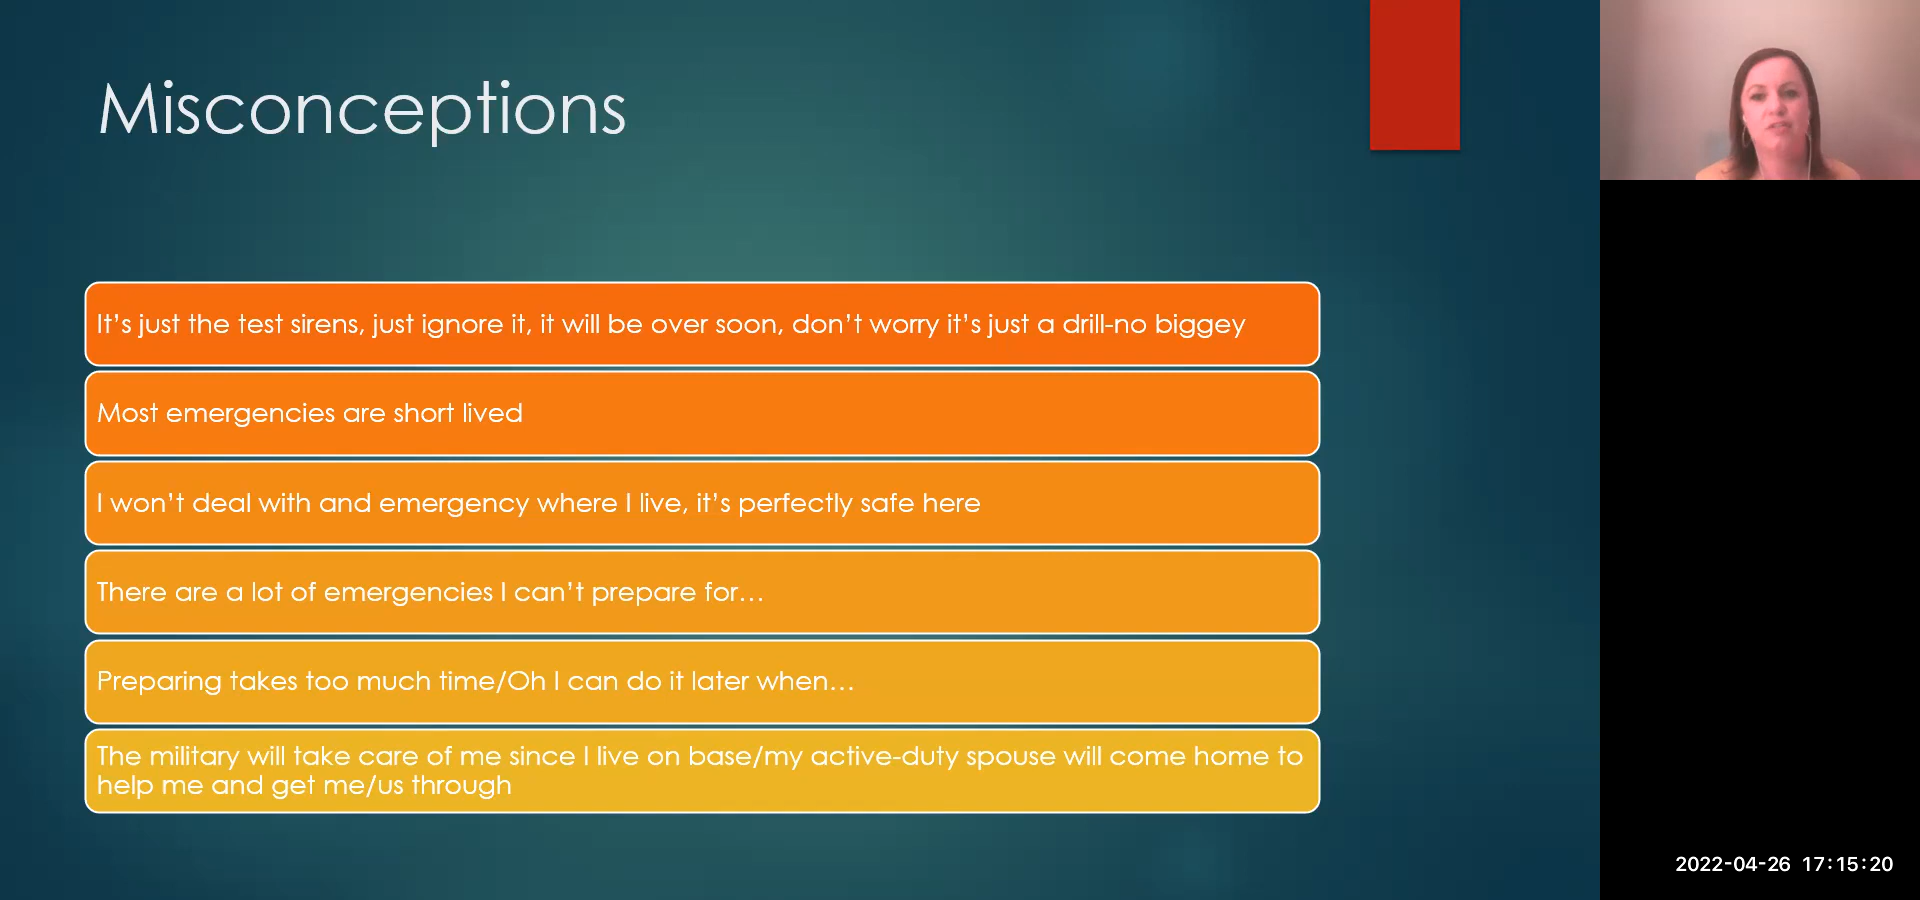 Misconceptions
It’s just the test sirens, just ignore it, it will be over soon, don’t worry it’s just a drill-no biggey
Most emergencies are short lived
I won’t deal with and emergency where I live, it’s perfectly safe here
There are a lot of emergencies I can’t prepare for…
Preparing takes too much time/Oh I can do it later when…
The military will take care of me since I live on base/my active-duty spouse will come home to
help me and get me/us through
2022-04-26 17:15:20